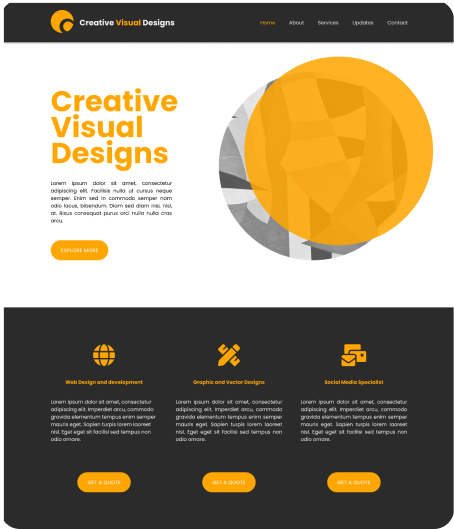 Creative Visual Designs
Home About Services Updates Contact
Creative
Visual
Designs
Lorem ipsum dolor sit amet, consectetur
adipiscing elit. Facilisis nulla ut cursus neque
semper. Enim sed in commodo semper nam
odio lacus, bibendum. Diam sed diam nisi, nisl,
at. Risus consequat purus orci nulla nulla cras
arcu.
EXPLORE MORE
Web Design and development
Lorem ipsum dolor sit amet, consectetur
adipiscing elit. Imperdiet arcu, commodo
gravida elementum tempus enim semper
mauris eget. Sapien turpis lorem laoreet
nisl. Eget eget sit facilisi sed tempus non
odio ornare.
GET A QUOTE
Graphic and Vector Designs
Lorem ipsum dolor sit amet, consectetur
adipiscing elit. Imperdiet arcu, commodo
gravida elementum tempus enim semper
mauris eget. Sapien turpis lorem laoreet
nisl. Eget eget sit facilisi sed tempus non
odio ornare.
GET A QUOTE
Social Media Specialist
Lorem ipsum dolor sit amet, consectetur
adipiscing elit. Imperdiet arcu, commodo
gravida elementum tempus enim semper
mauris eget. Sapien turpis lorem laoreet
nisl. Eget eget sit facilisi sed tempus non
odio ornare.
GET A QUOTE